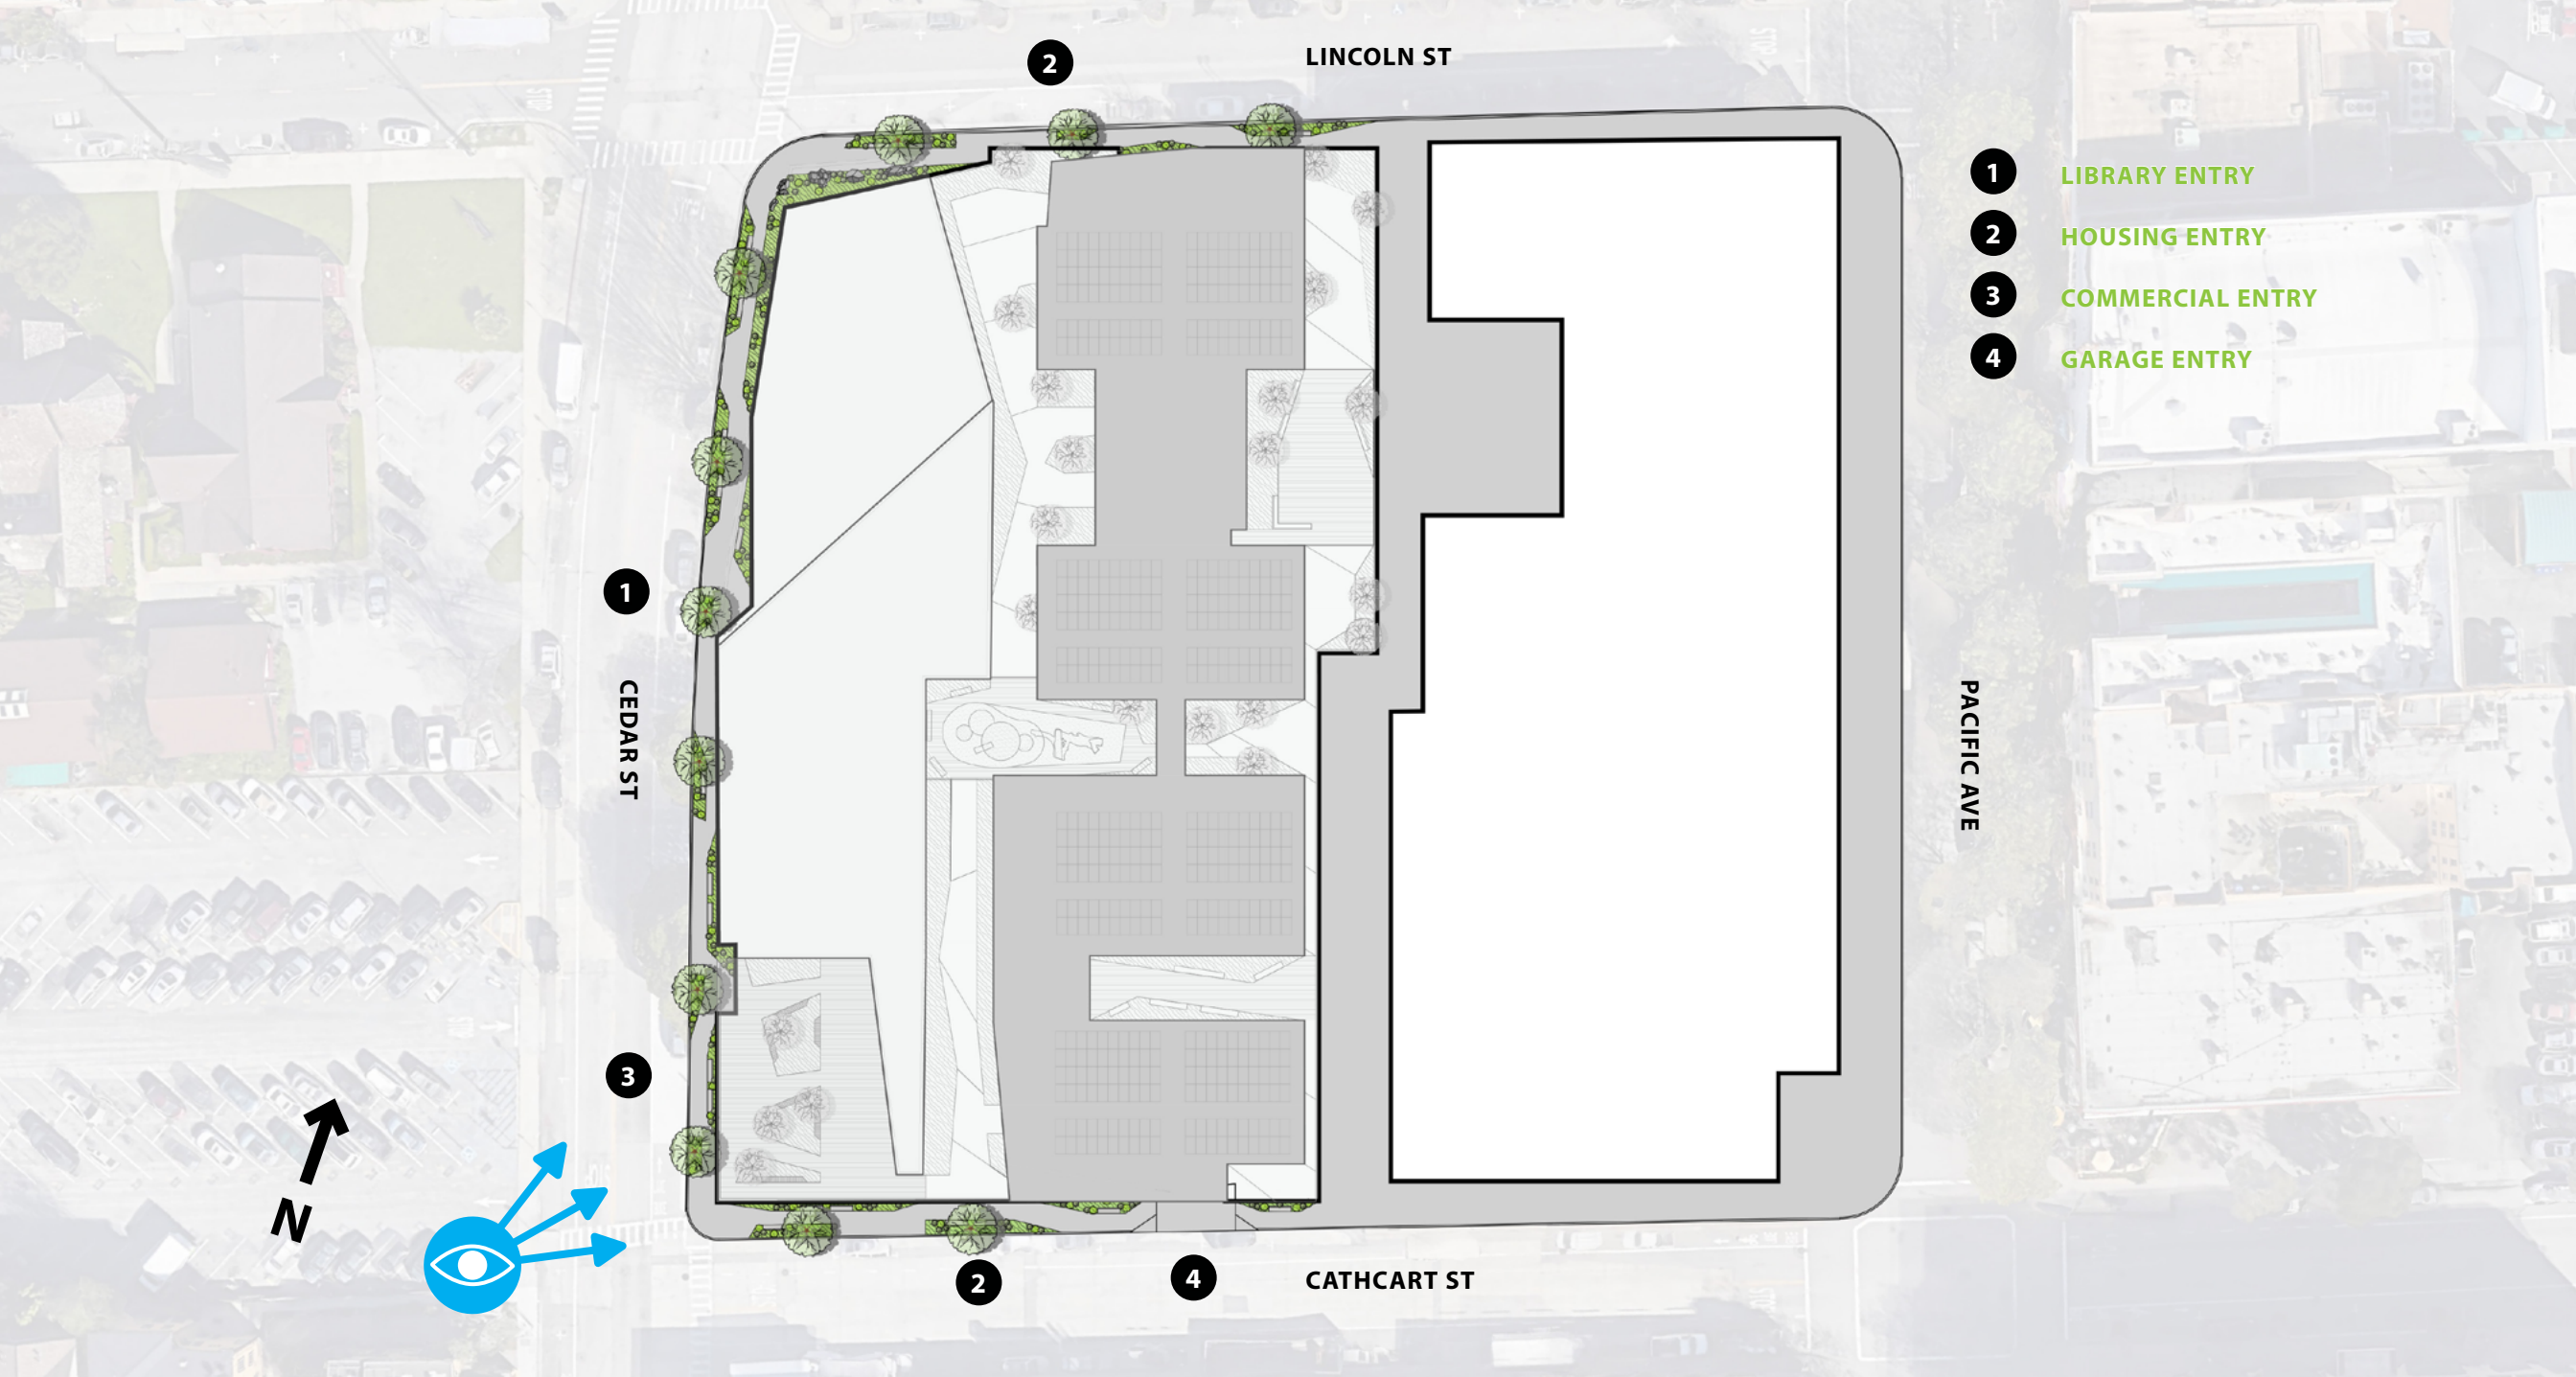 2
LINCOLN ST
1 LIBRARY ENTRY
2 HOUSING ENTRY
3 COMMERCIAL ENTRY
4 GARAGE ENTRY
1
CEDAR ST
PACIFIC AVE
3
N
2
4
CATHCART ST